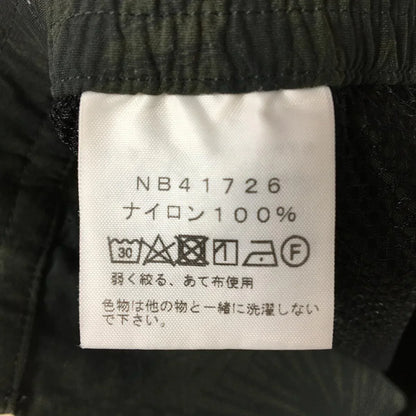 NB41726
ナイロン100%
30 F
弱く絞る、あて布使用
色物は他の物と一緒に洗濯しない
で下さい。